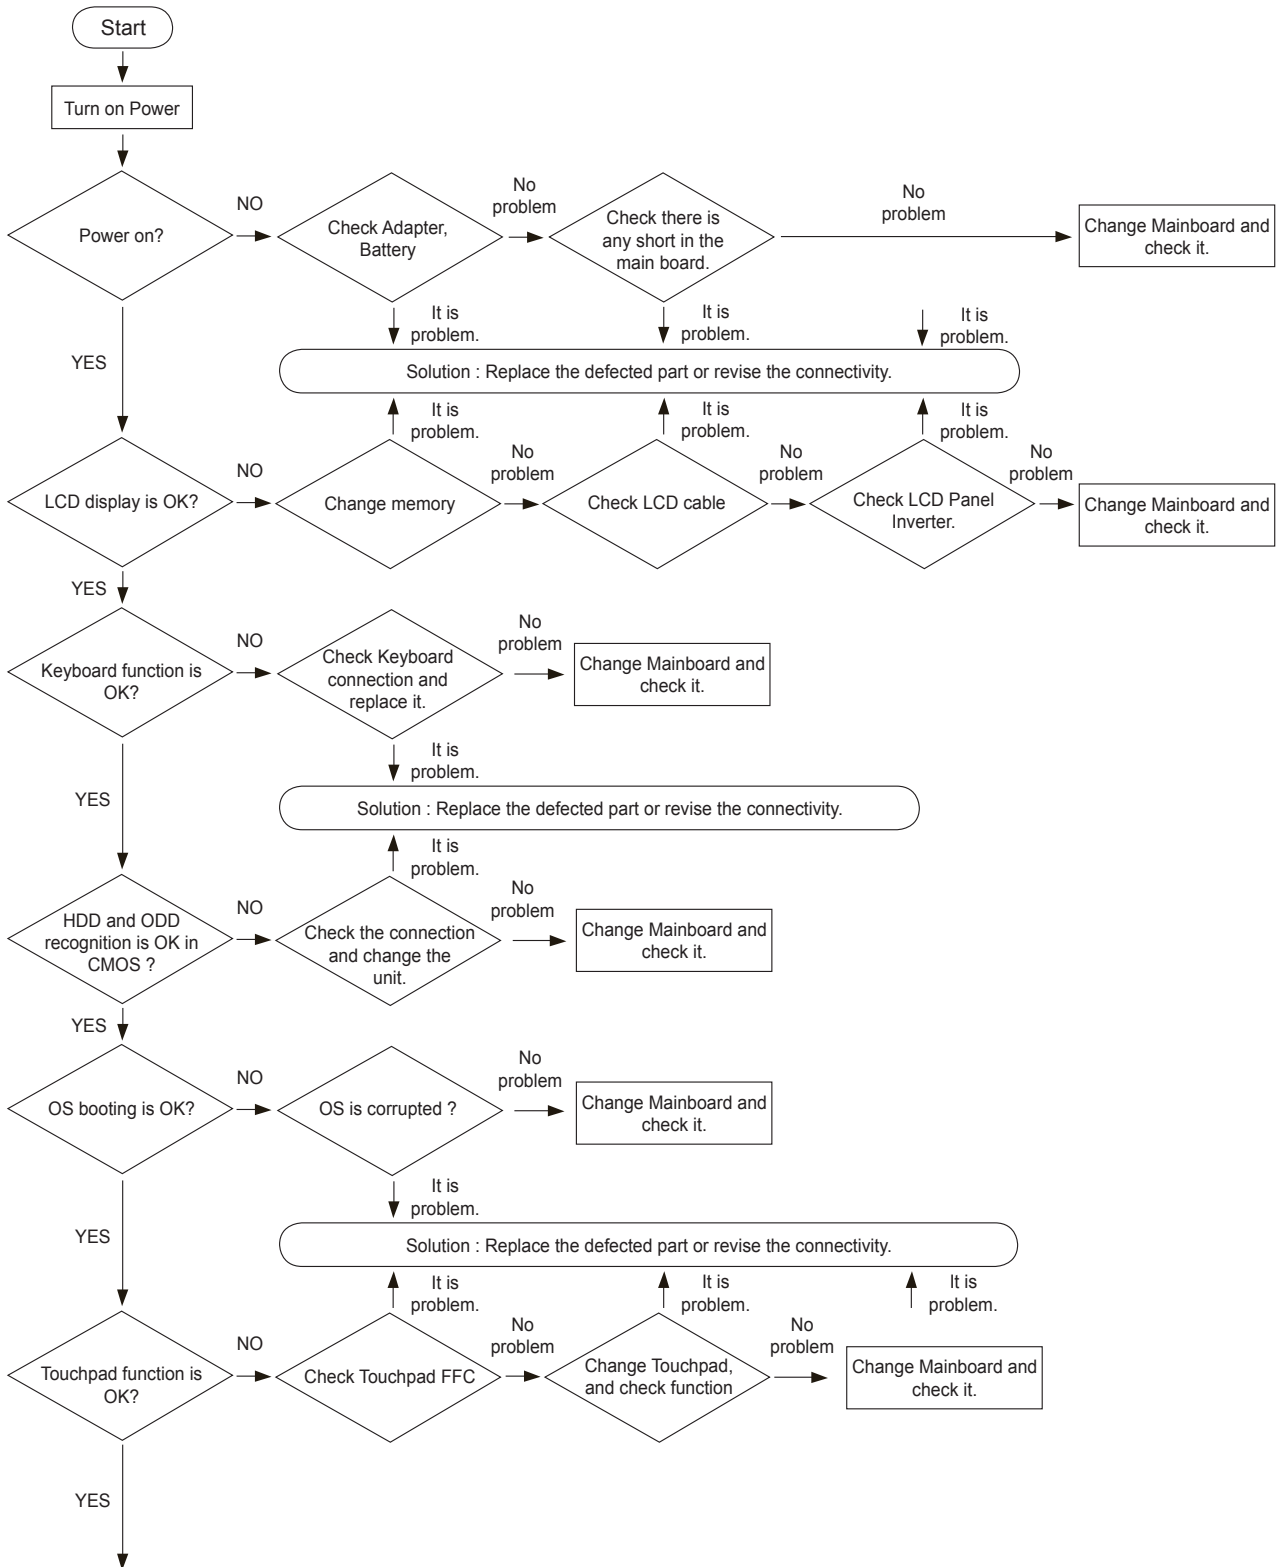 Start
Turn on Power
Power on?
NO
Check Adapter,
Battery
No
problem
Check there is
any short in the
main board.
No
problem
Change Mainboard and
check it.
YES
It is
problem.
It is
problem.
It is
problem.
Solution : Replace the defected part or revise the connectivity.
It is
problem.
It is
problem.
It is
problem.
LCD display is OK?
NO
Change memory
No
problem
Check LCD cable
No
problem
Check LCD Panel
Inverter.
No
problem
Change Mainboard and
check it.
YES
Keyboard function is
OK?
NO
Check Keyboard
connection and
replace it.
No
problem
Change Mainboard and
check it.
YES
It is
problem.
Solution : Replace the defected part or revise the connectivity.
It is
problem.
HDD and ODD
recognition is OK in
CMOS ?
NO
Check the connection
and change the
unit.
No
problem
Change Mainboard and
check it.
YES
OS booting is OK?
NO
OS is corrupted ?
No
problem
Change Mainboard and
check it.
YES
It is
problem.
Solution : Replace the defected part or revise the connectivity.
It is
problem.
It is
problem.
It is
problem.
Touchpad function is
OK?
NO
Check Touchpad FFC
No
problem
Change Touchpad,
and check function
No
problem
Change Mainboard and
check it.
YES